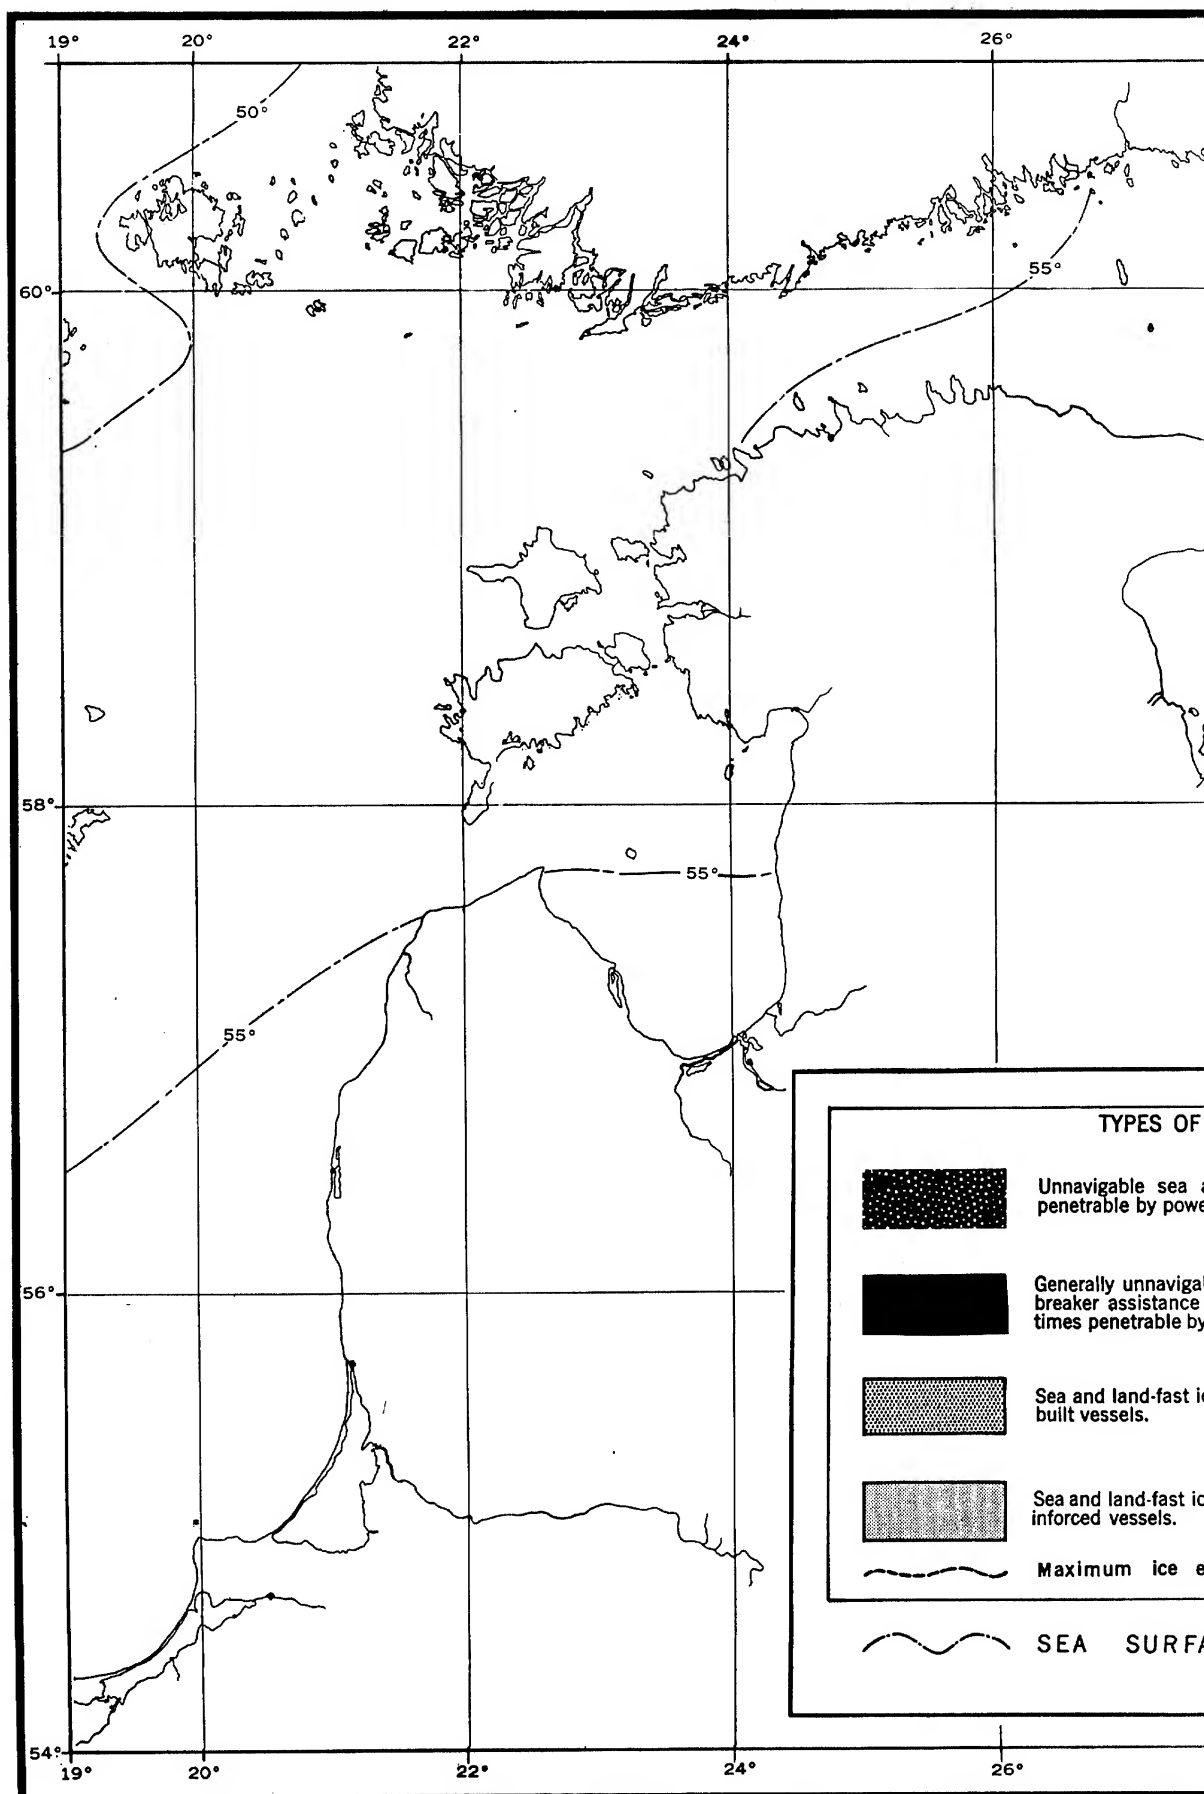 19° 20° 22° 24° 26°
50°
55°
60°
58°
55°
55°
TYPES OF
Unnavigable sea a
penetrable by powe
Generally unnavigal
breaker assistance
times penetrable by
56°
Sea and land-fast ic
built vessels.
Sea and land-fast ic
inforced vessels.
Maximum ice e
SEA SURFA
54°
19° 20° 22° 24° 26°